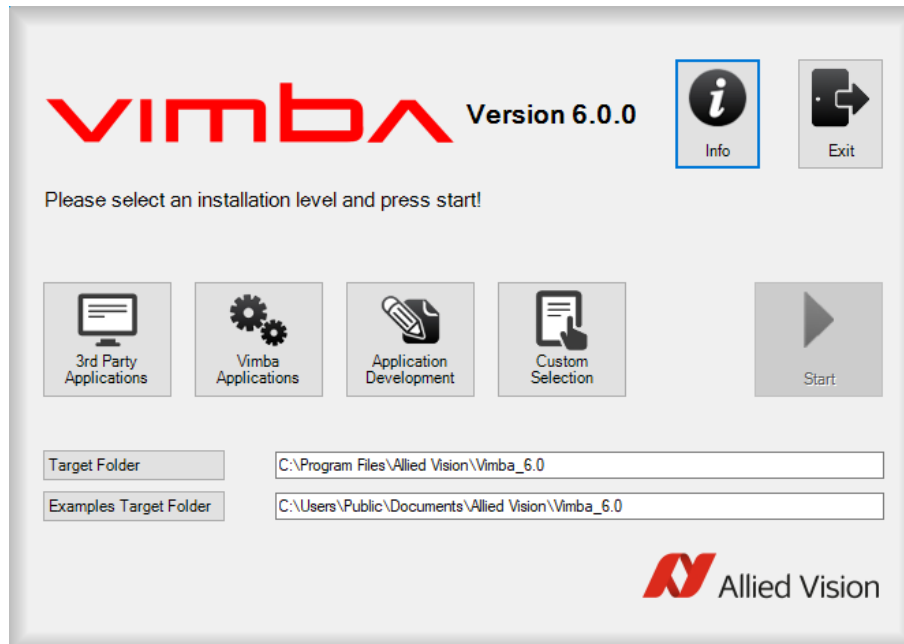 vimba Version 6.0.0
Info
Exit
Please select an installation level and press start!
3rd Party
Applications
Vimba
Applications
Application
Development
Custom
Selection
Start
Target Folder
C:\Program Files\Allied Vision\Vimba_6.0
Examples Target Folder
C:\Users\Public\Documents\Allied Vision\Vimba_6.0
Allied Vision